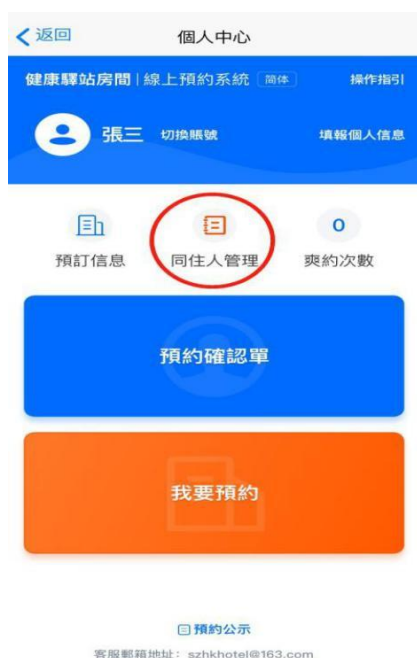 返回 個人中心
健康驛站房間|線上預約系統 简体 操作指引
張三 切換賬號 填報個人信息
0
預訂信息 同住人管理 爽約次數
預約確認單
我要預約
預約公示
客服郵箱地址：szhkhotel@163.com